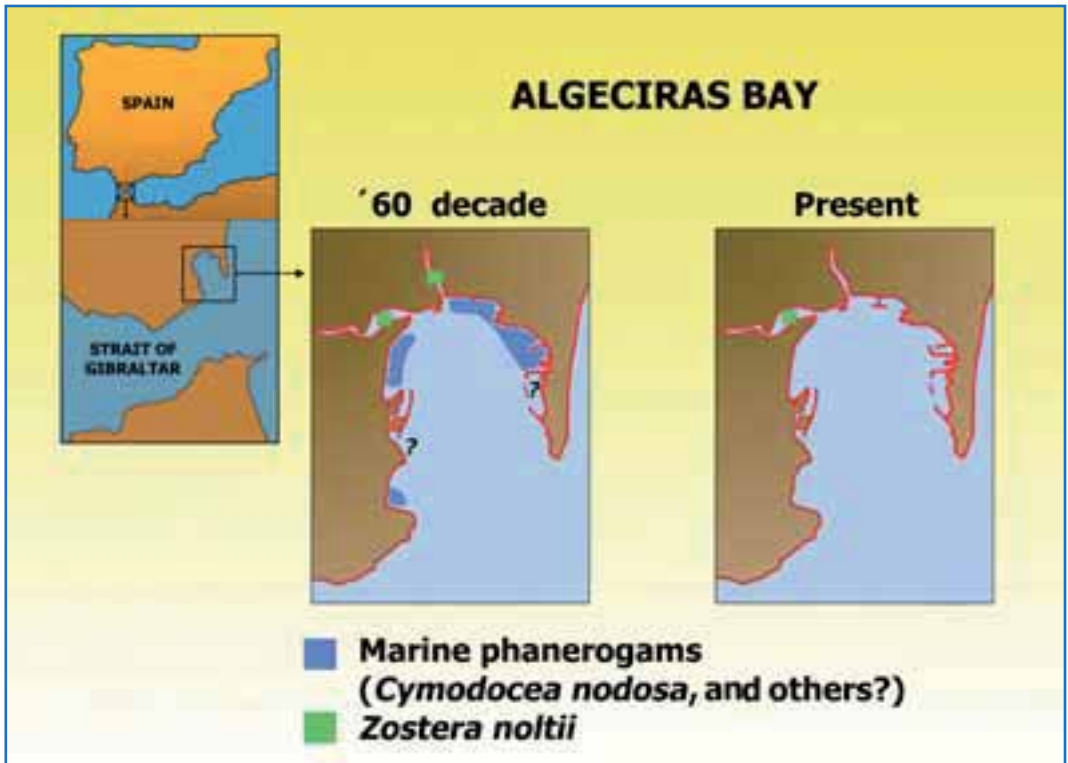 ALGECIRAS BAY
SPAIN
STRAIT OF
GIBRALTAR
´60 decade
Present
?
?
Marine phanerogams
(Cymodocea nodosa, and others?)
Zostera noltii